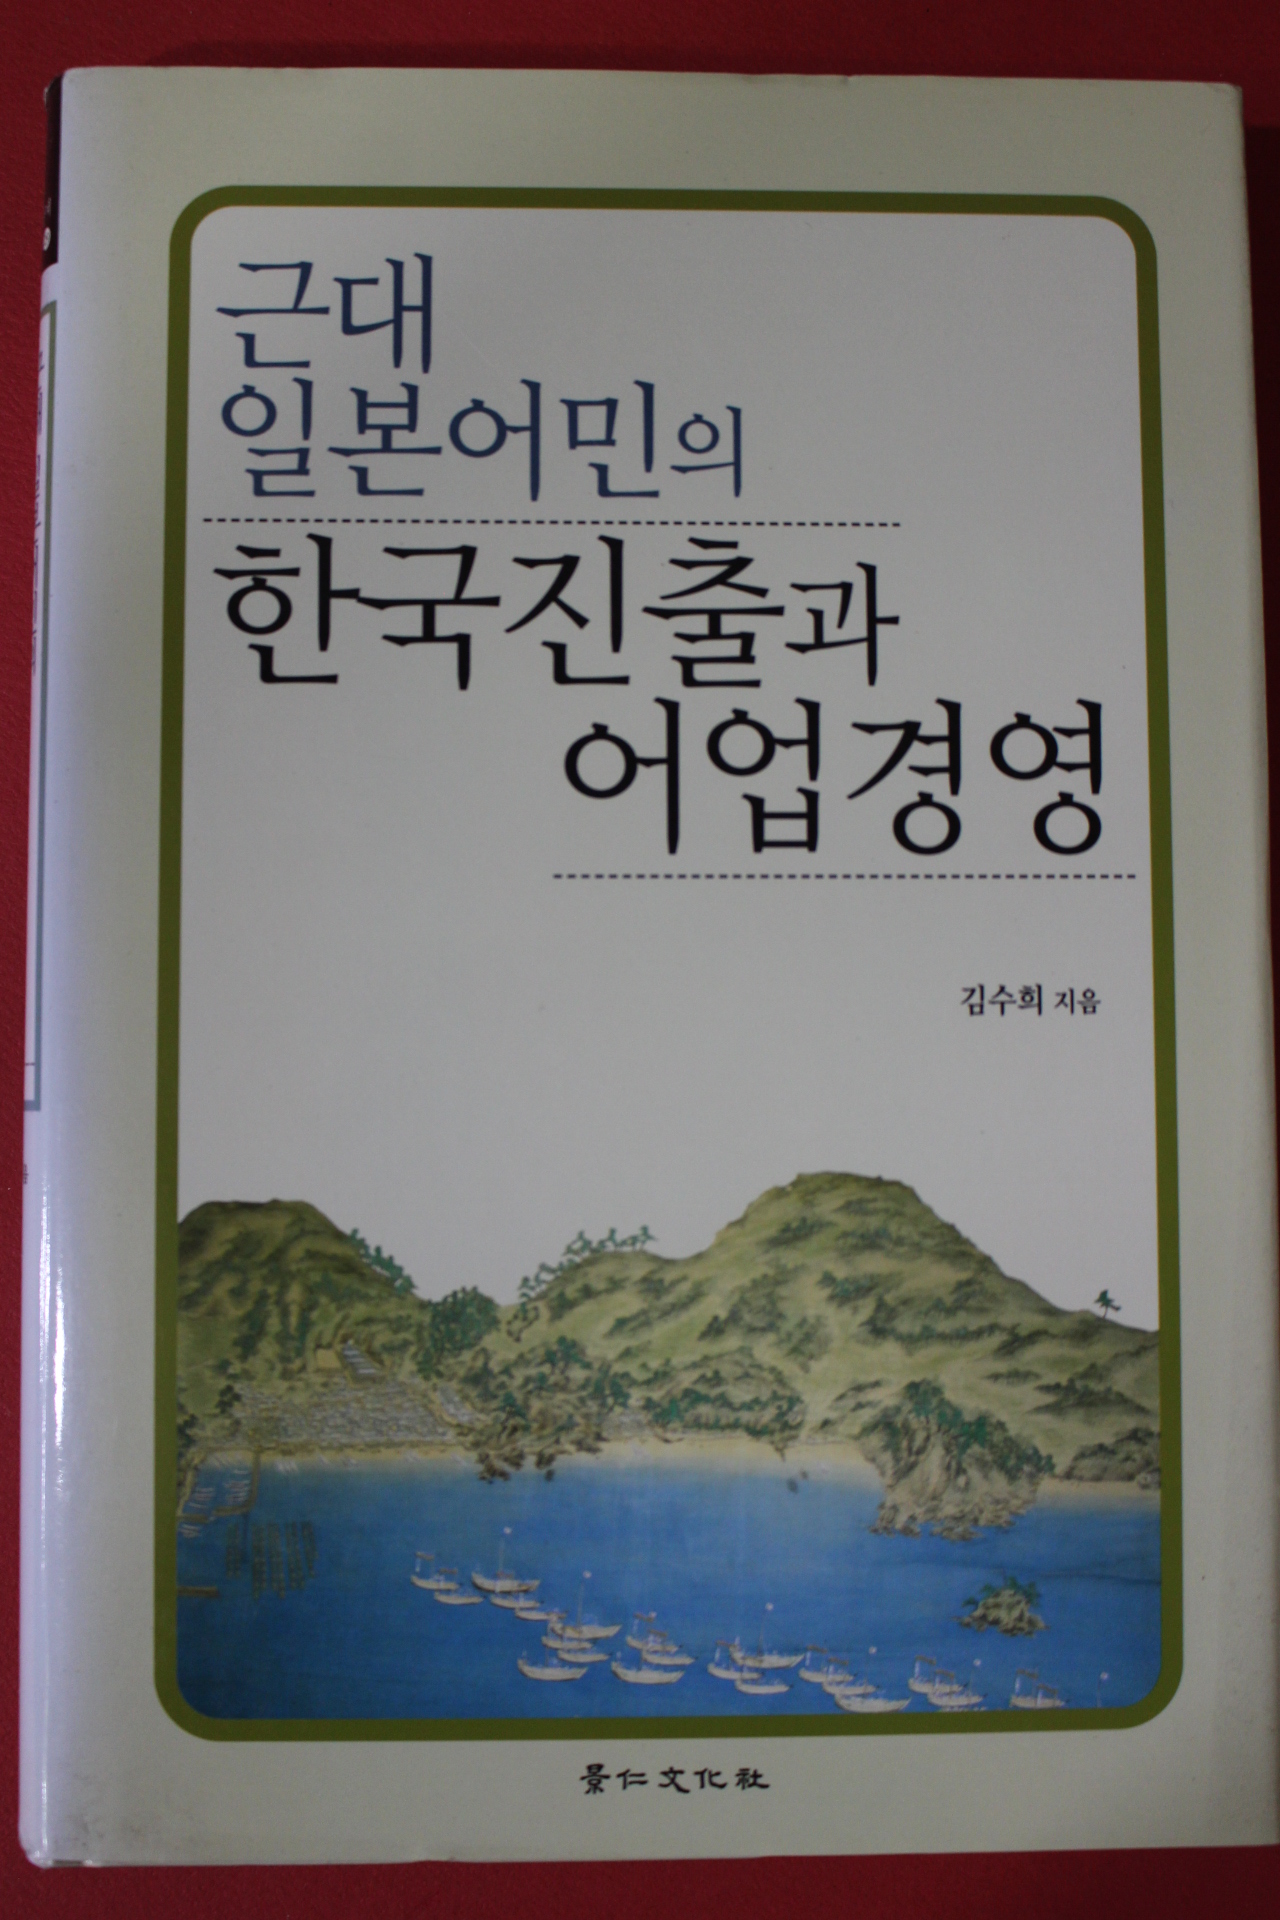 근대
일본어민의
한국진출과
어업경영
김수희 지음
景仁文化社